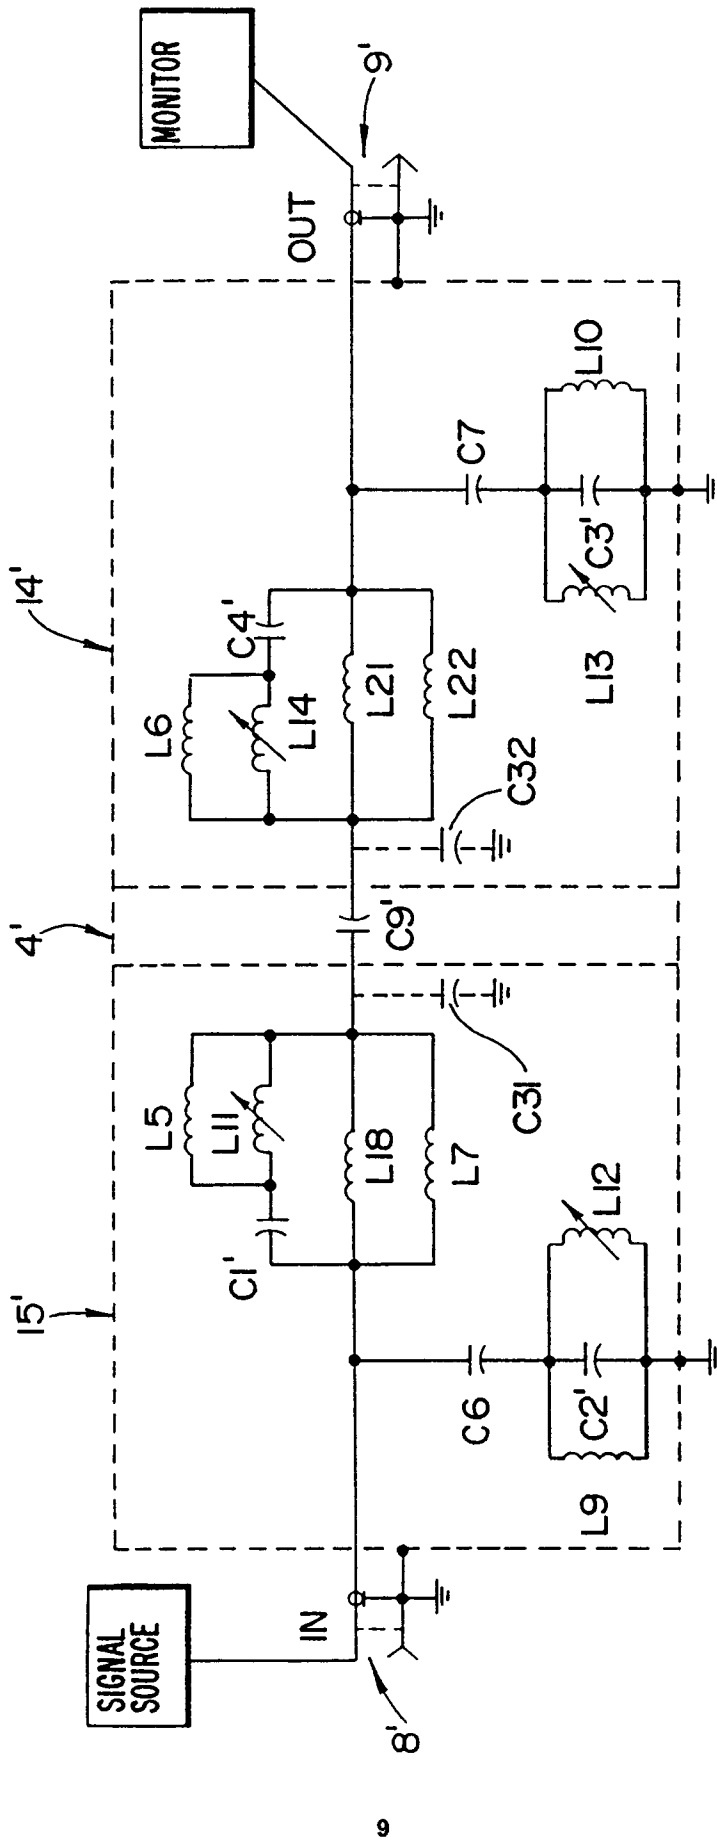 SIGNAL
SOURCE
IN
8'
15'
L9
C2'
C6
L12
C1'
L5
L11
L18
L7
C31
4'
C9'
C32
14'
L6
L14
C4'
L21
L22
L13
C3'
C7
L10
OUT
9'
MONITOR
9